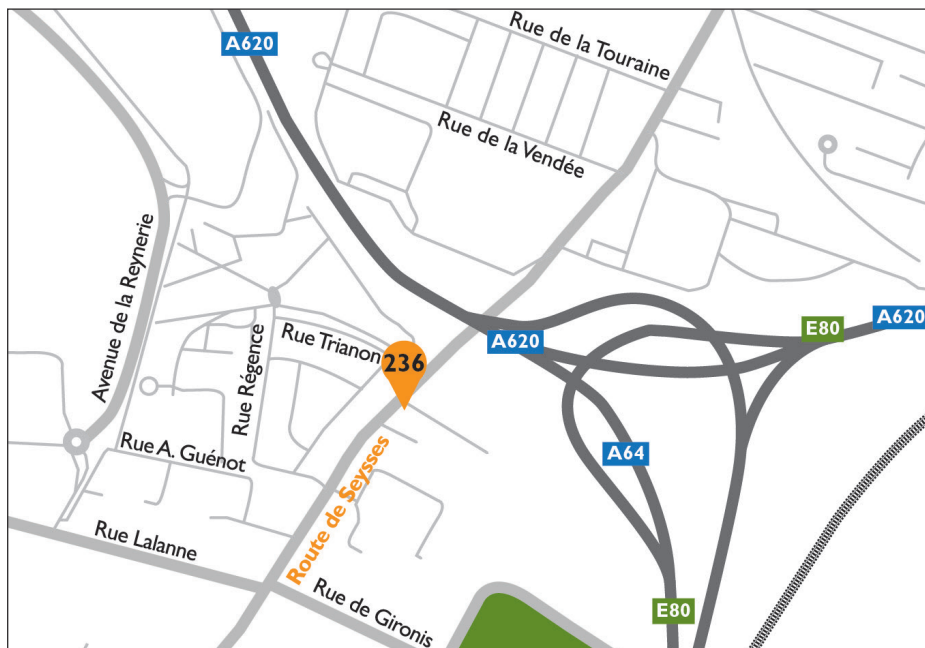 A620
Rue de la Touraine
Rue de la Vendée
Avenue de la Reynerie
Rue Régence
Rue Trianon
236
A620
E80
A620
Rue A. Guénot
Route de Seysses
A64
Rue Lalanne
Rue de Gironis
E80